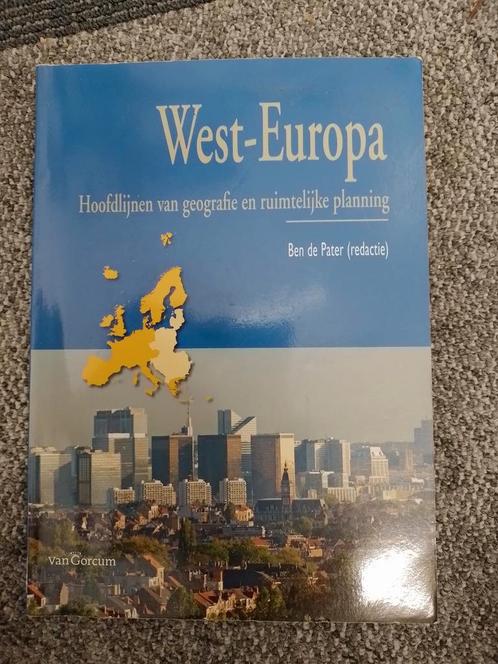 West-Europa
Hoofdlijnen van geografie en ruimtelijke planning
Ben de Pater (redactie)
van Gorcum